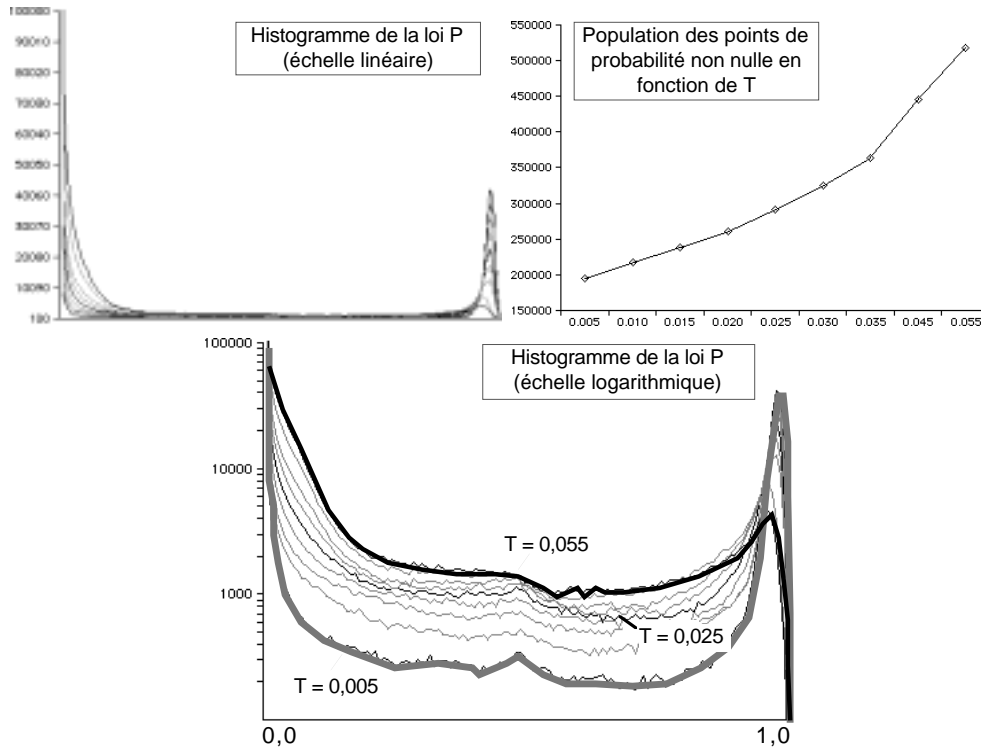 Histogramme de la loi P
(échelle linéaire)
Population des points de
probabilité non nulle en
fonction de T
550000
500000
450000
400000
350000
300000
250000
200000
150000
0.005 0.010 0.015 0.020 0.025 0.030 0.035 0.045 0.055
Histogramme de la loi P
(échelle logarithmique)
100000
10000
1000
T = 0,055
T = 0,025
T = 0,005
0,0 1,0